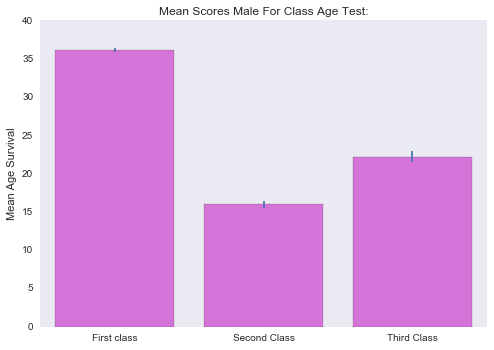 Mean Scores Male For Class Age Test:
Mean Age Survival
40
35
30
25
20
15
10
5
0
First class
Second Class
Third Class